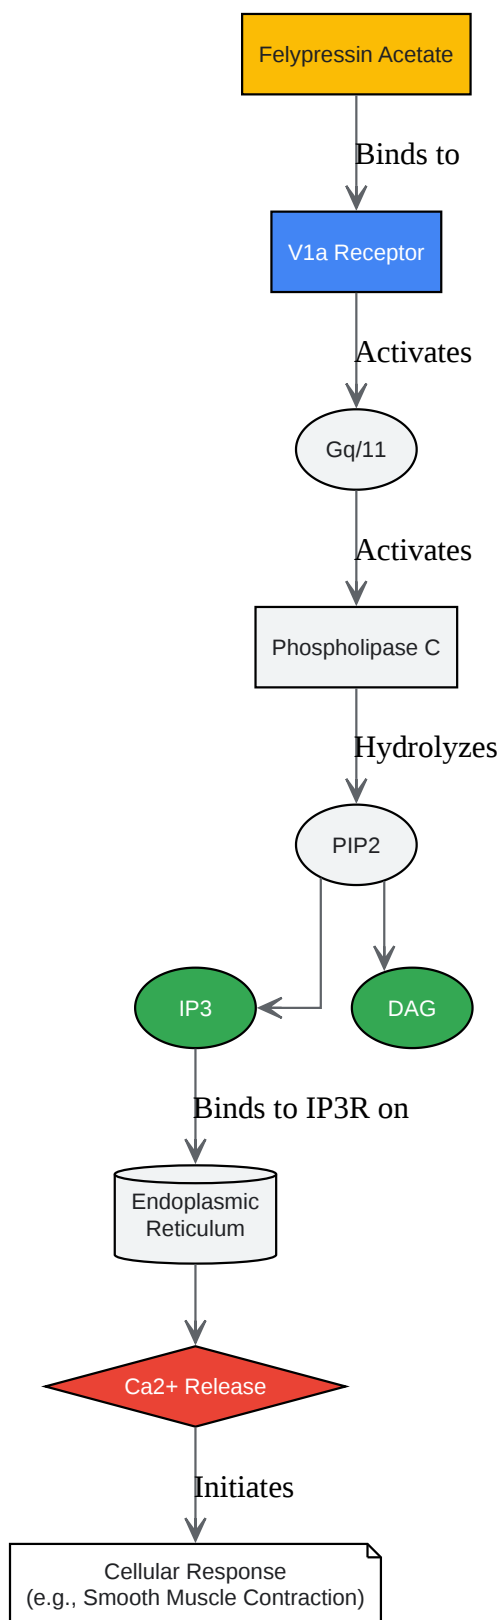 Felypressin Acetate
Binds to
V1a Receptor
Activates
Gq/11
Activates
Phospholipase C
Hydrolyzes
PIP2
IP3
DAG
Binds to IP3R on
Endoplasmic
Reticulum
Ca2+ Release
Initiates
Cellular Response
(e.g., Smooth Muscle Contraction)